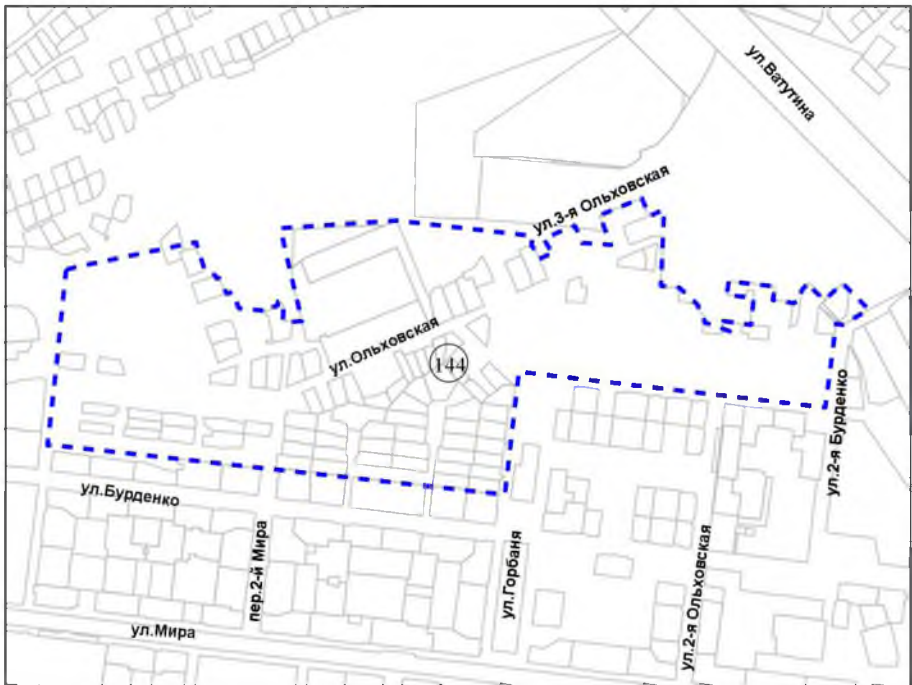 ул.Ватутина
ул.3-я Ольховская
ул.Ольховская
144
ул.2-я Бурденко
ул.Бурденко
пер.2-й Мира
ул.Горбаня
ул.2-я Ольховская
ул.Мира